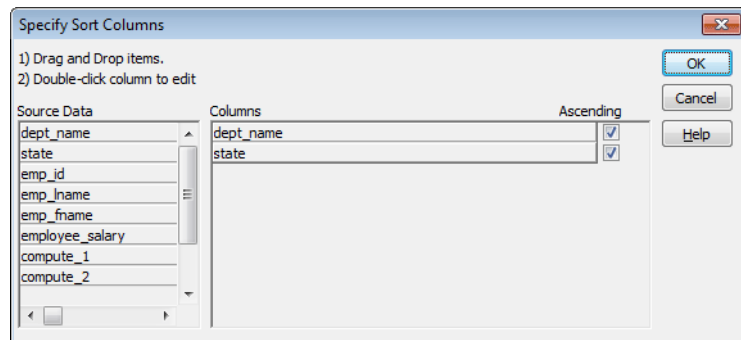 Specify Sort Columns
1) Drag and Drop items.
2) Double-click column to edit
OK
Cancel
Help
Source Data
dept_name
state
emp_id
emp_lname
emp_fname
employee_salary
compute_1
compute_2
Columns Ascending
dept_name
state